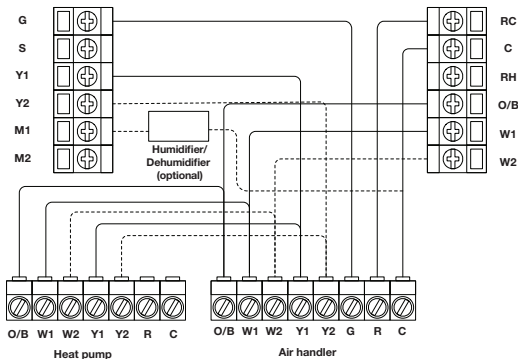 G
S
Y1
Y2
M1
M2
RC
C
RH
O/B
W1
W2
Humidifier/
Dehumidifier
(optional)
O/B W1 W2 Y1 Y2 R C
Heat pump
O/B W1 W2 Y1 Y2 G R C
Air handler